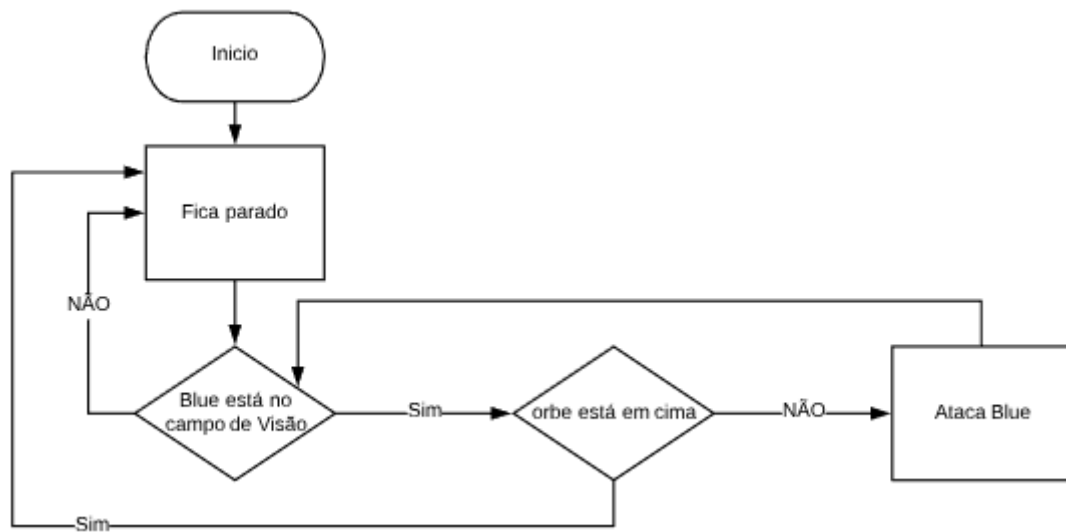 Inicio
Fica parado
NÃO
Blue está no
campo de Visão
Sim
orbe está em cima
NÃO
Ataca Blue
Sim